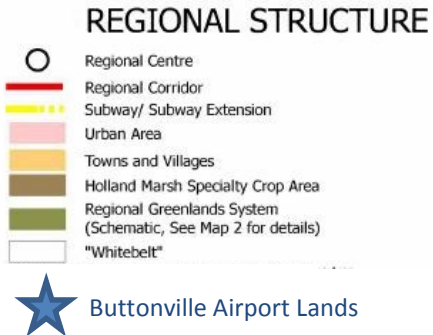 REGIONAL STRUCTURE
Regional Centre
Regional Corridor
Subway/ Subway Extension
Urban Area
Towns and Villages
Holland Marsh Specialty Crop Area
Regional Greenlands System
(Schematic, See Map 2 for details)
"Whitebelt"
Buttonville Airport Lands